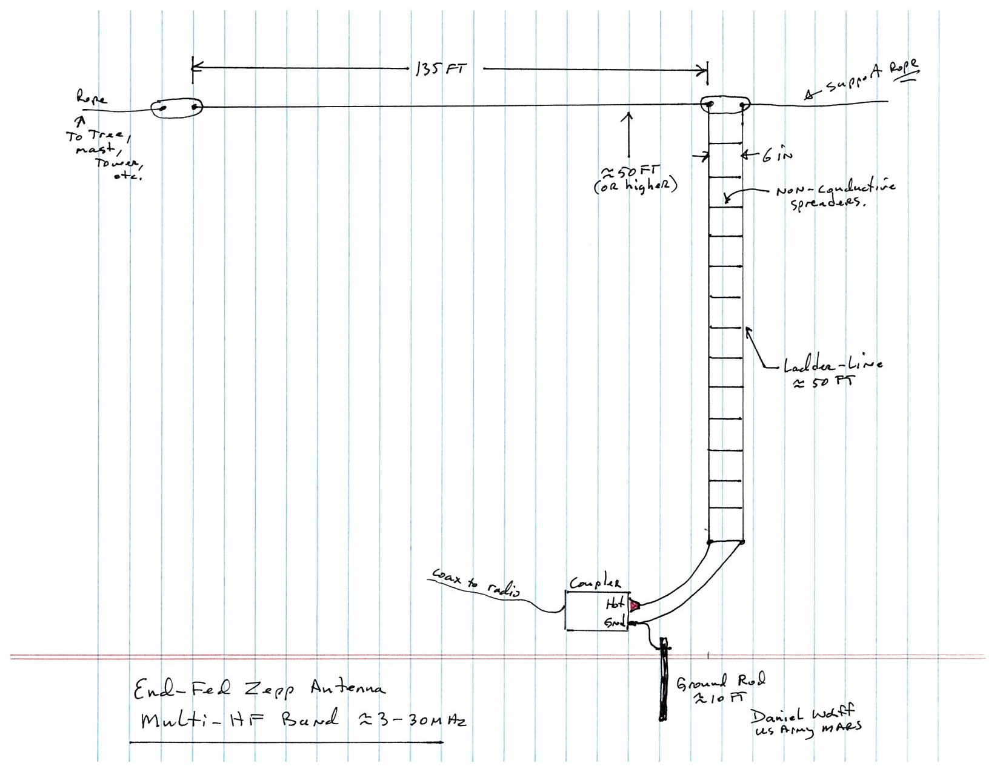 135 FT
Support Rope
Rope
To Tree,
mast,
Tower,
etc.
≈50 FT
(or higher)
6 in
Non-conductive
spreaders.
Ladder-Line
≈ 50 FT
coax to radio
Coupler
Hot
Gnd
Ground Rod
≈10 FT
End-Fed Zepp Antenna
Multi-HF Band ≈3-30MHz
Daniel Wolff
US Army MARS